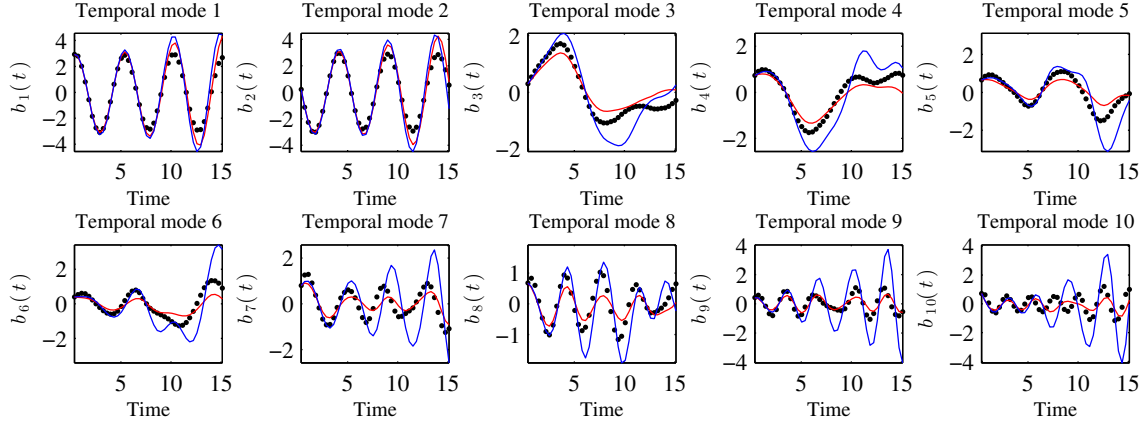 Temporal mode 1 Temporal mode 2 Temporal mode 3 Temporal mode 4 Temporal mode 5
4 4 2 2 2
2 2
0 0 0 0 0
−2 −2 −2 −2
−4 −4 −2
b1(t) b2(t) b3(t) b4(t) b5(t)
5 10 15 5 10 15 5 10 15 5 10 15 5 10 15
Time Time Time Time Time
Temporal mode 6 Temporal mode 7 Temporal mode 8 Temporal mode 9 Temporal mode 10
4 4
2 2 1 2 2
0 0 0 0 0
−2 −2 −1 −2 −2
−4 −4
b6(t) b7(t) b8(t) b9(t) b10(t)
5 10 15 5 10 15 5 10 15 5 10 15 5 10 15
Time Time Time Time Time